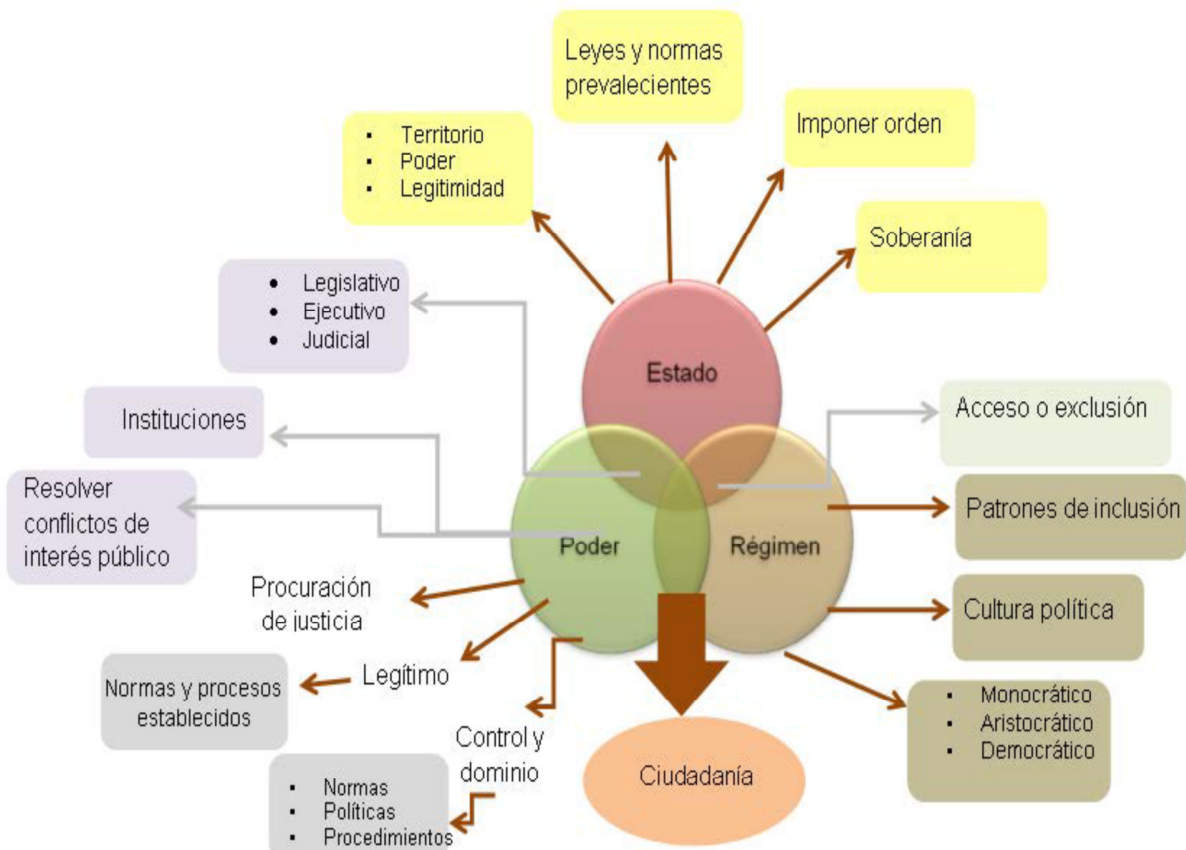 Leyes y normas
prevalecientes
Imponer orden
▪ Territorio
▪ Poder
▪ Legitimidad
Soberanía
• Legislativo
• Ejecutivo
• Judicial
Estado
Acceso o exclusión
Instituciones
Resolver
conflictos de
interés público
Patrones de inclusión
Poder
Régimen
Procuración
de justicia
Cultura política
Legítimo
Normas y procesos
establecidos
▪ Monocrático
▪ Aristocrático
▪ Democrático
Control y
dominio
Ciudadanía
▪ Normas
▪ Políticas
▪ Procedimientos